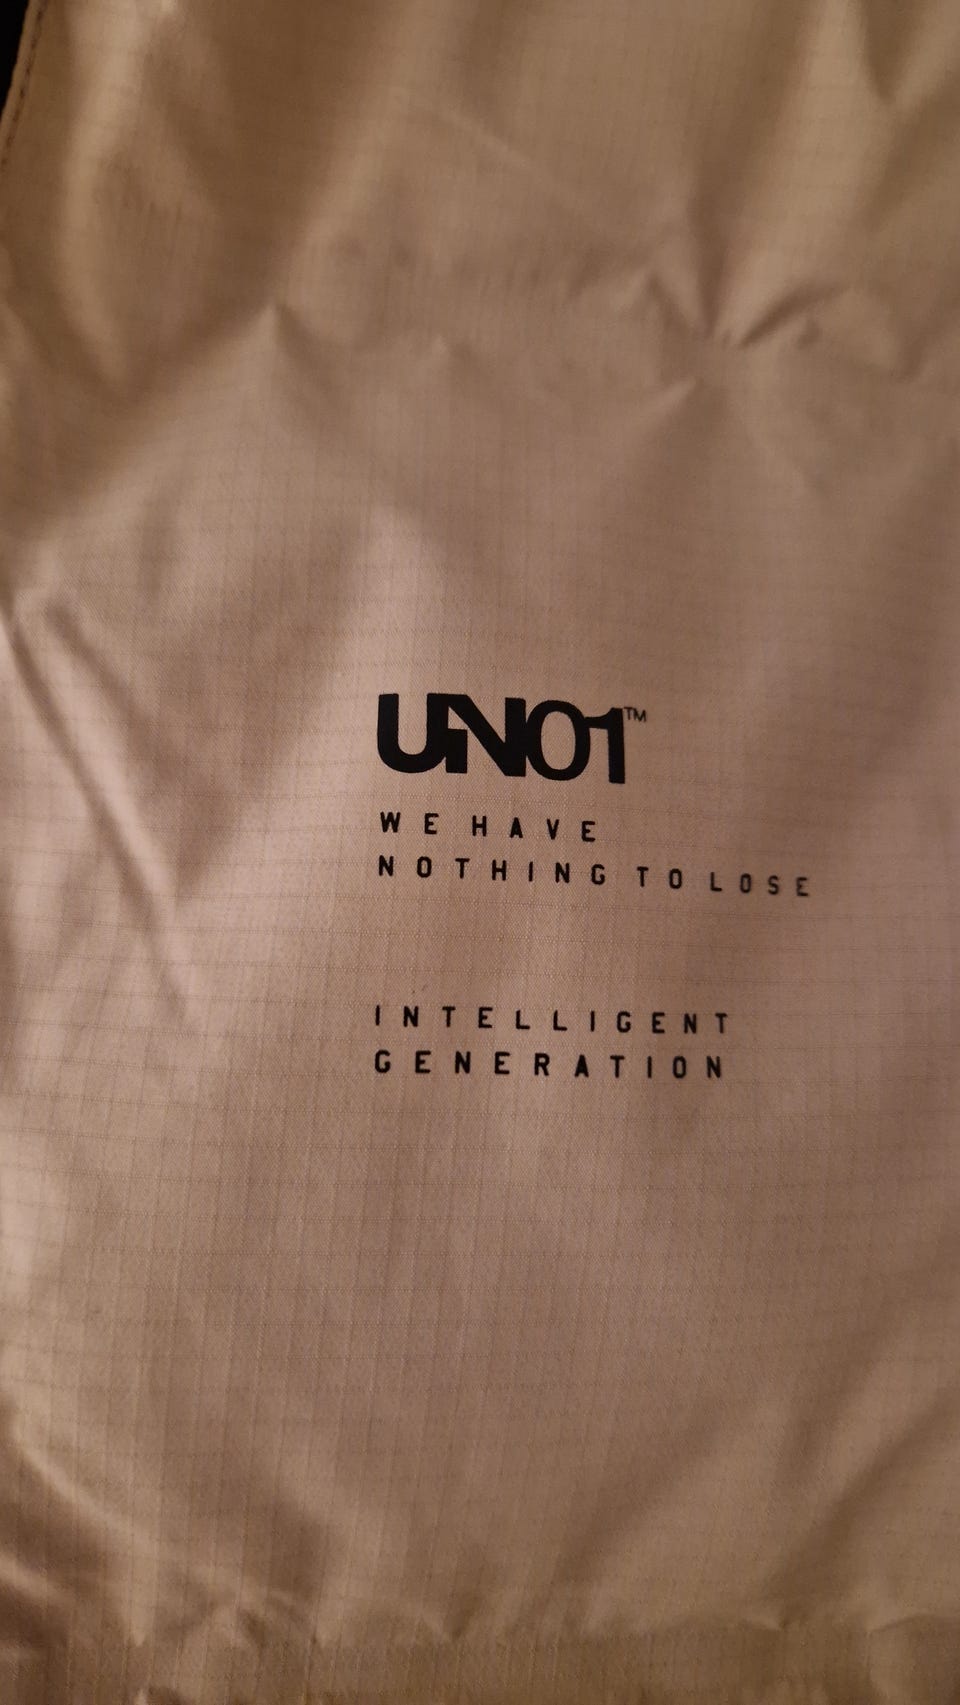 UNO1™
WE HAVE
NOTHING TO LOSE
INTELLIGENT
GENERATION